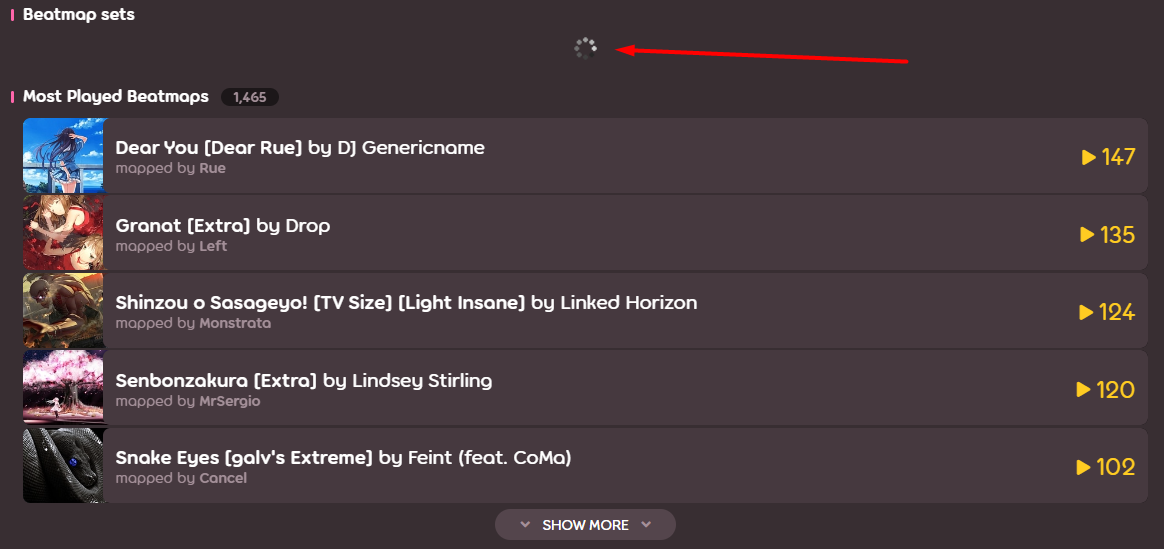 Beatmap sets
Most Played Beatmaps 1,465
Dear You [Dear Rue] by DJ Genericname
mapped by Rue
147
Granat [Extra] by Drop
mapped by Left
135
Shinzou o Sasageyo! [TV Size] [Light Insane] by Linked Horizon
mapped by Monstrata
124
Senbonzakura [Extra] by Lindsey Stirling
mapped by MrSergio
120
Snake Eyes [galv's Extreme] by Feint (feat. CoMa)
mapped by Cancel
102
SHOW MORE